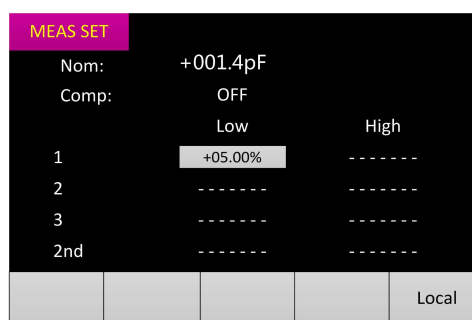 MEAS SET
Nom: +001.4pF
Comp: OFF
Low High
1 +05.00% - - - - - - -
2 - - - - - - - - - - - - - -
3 - - - - - - - - - - - - - -
2nd - - - - - - - - - - - - - -
Local